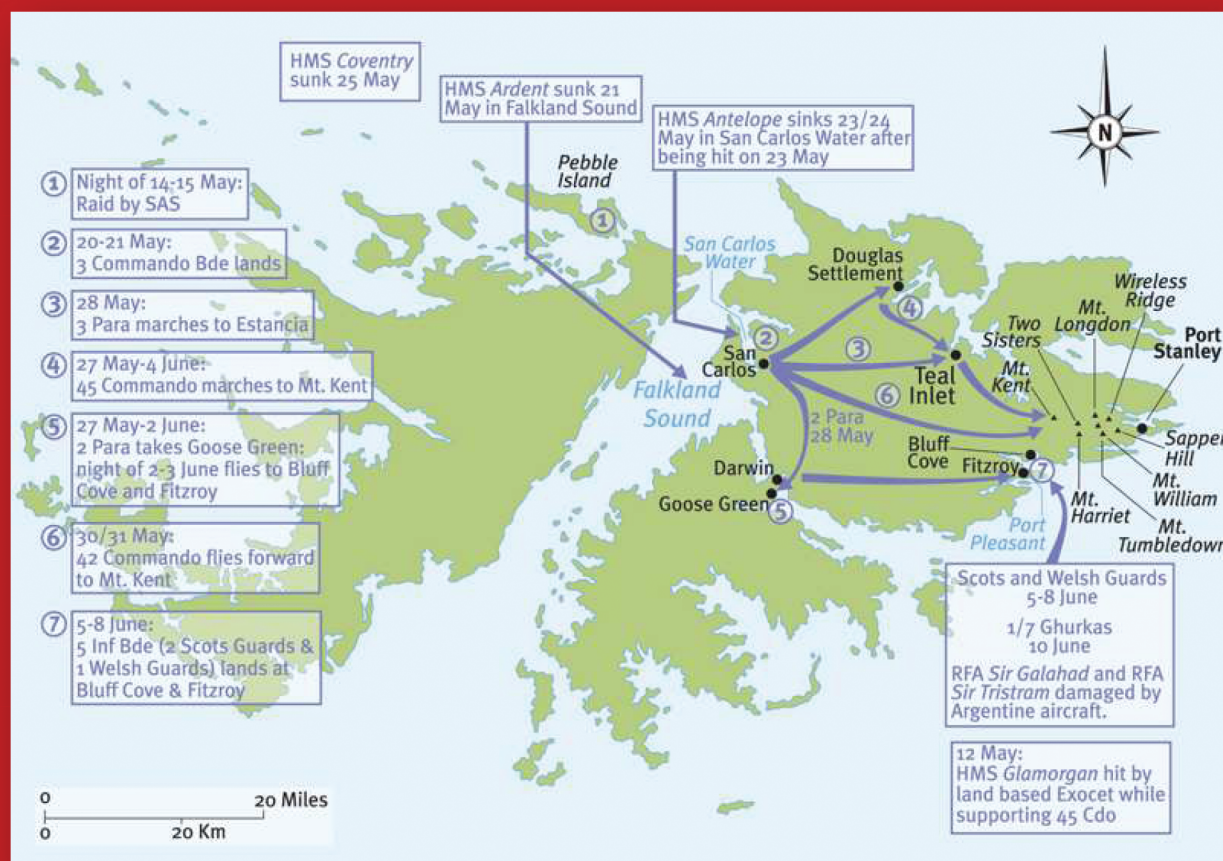 HMS Coventry
sunk 25 May
HMS Ardent sunk 21
May in Falkland Sound
HMS Antelope sinks 23/24
May in San Carlos Water after
being hit on 23 May
N
① Night of 14-15 May:
Raid by SAS
② 20-21 May:
3 Commando Bde lands
③ 28 May:
3 Para marches to Estancia
④ 27 May-4 June:
45 Commando marches to Mt. Kent
⑤ 27 May-2 June:
2 Para takes Goose Green:
night of 2-3 June flies to Bluff
Cove and Fitzroy
⑥ 30/31 May:
42 Commando flies forward
to Mt. Kent
⑦ 5-8 June:
5 Inf Bde (2 Scots Guards &
1 Welsh Guards) lands at
Bluff Cove & Fitzroy
Pebble
Island
①
San Carlos
Water
Douglas
Settlement
④
②
San
Carlos
③
Teal
Inlet
⑥
Falkland
Sound
2 Para
28 May
Wireless
Ridge
Mt.
Longdon
Two
Sisters
Port
Stanley
Mt.
Kent
Bluff
Cove
Fitzroy
⑦
Sapper
Hill
Mt.
William
Mt.
Harriet
Mt.
Tumbledown
Darwin
Goose Green
⑤
Port
Pleasant
Scots and Welsh Guards
5-8 June
1/7 Ghurkas
10 June
RFA Sir Galahad and RFA
Sir Tristram damaged by
Argentine aircraft.
12 May:
HMS Glamorgan hit by
land based Exocet while
supporting 45 Cdo
0 20 Miles
0 20 Km